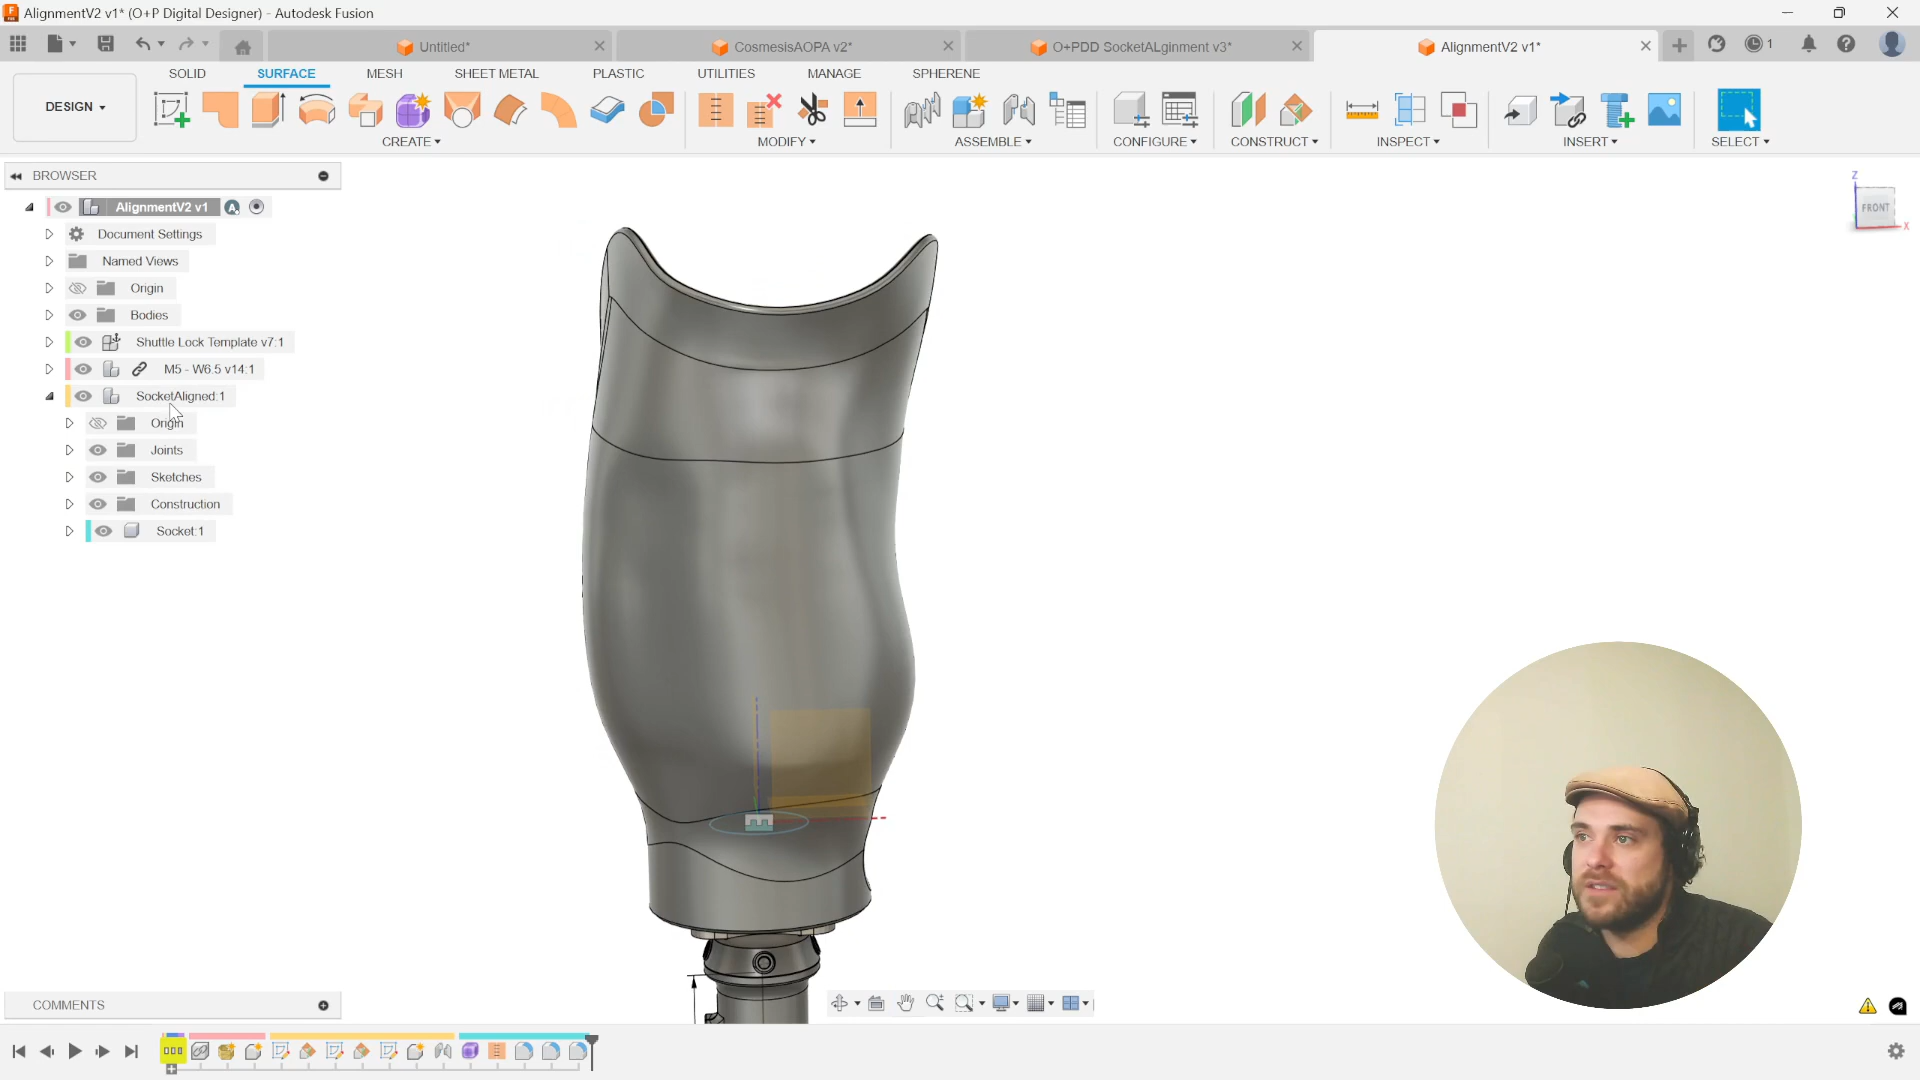 AlignmentV2 v1* (O+P Digital Designer) - Autodesk Fusion
Untitled*
CosmesisAOPA v2*
O+PDD SocketALginment v3*
AlignmentV2 v1*
1
SOLID
SURFACE
MESH
SHEET METAL
PLASTIC
UTILITIES
MANAGE
SPHERENE
DESIGN
CREATE
MODIFY
ASSEMBLE
CONFIGURE
CONSTRUCT
INSPECT
INSERT
SELECT
BROWSER
AlignmentV2 v1
Document Settings
Named Views
Origin
Bodies
Shuttle Lock Template v7:1
M5 - W6.5 v14:1
SocketAligned:1
Origin
Joints
Sketches
Construction
Socket:1
Z
FRONT
X
COMMENTS